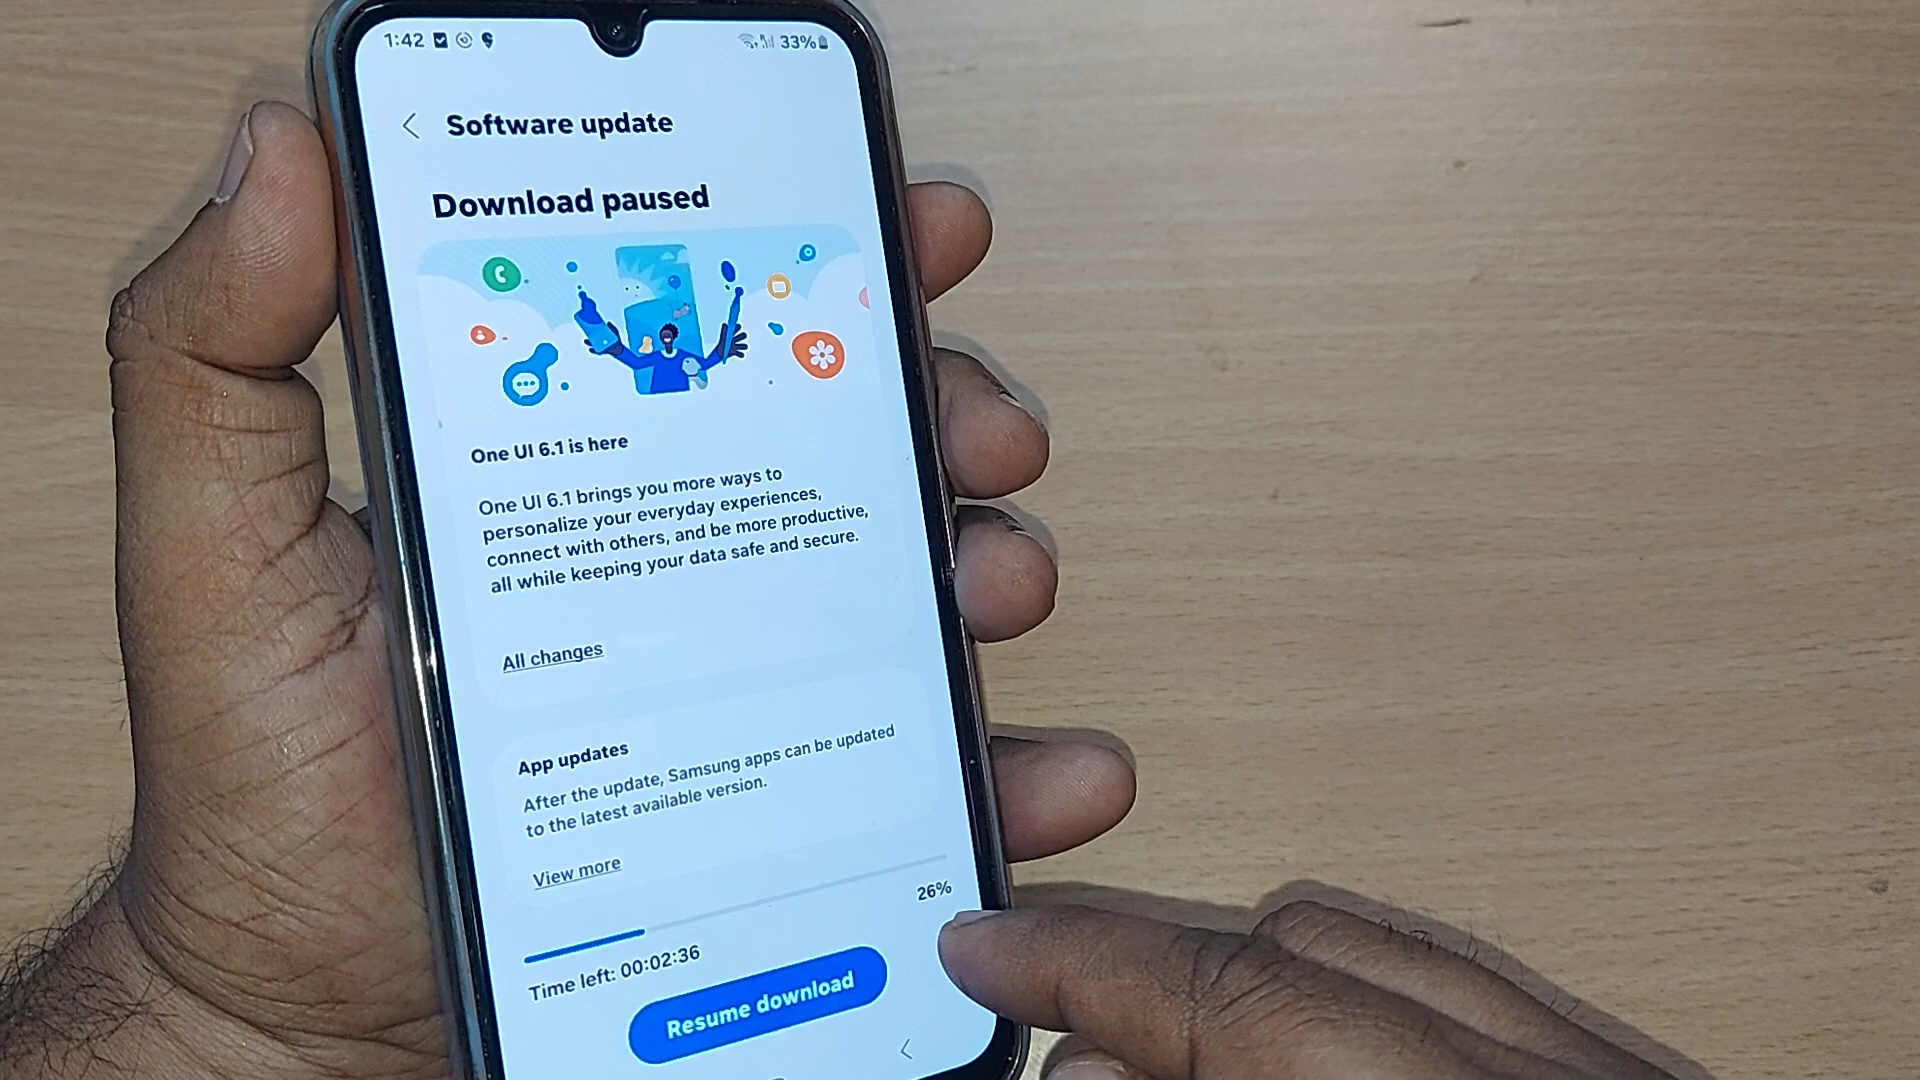 1:42
33%
Software update
Download paused
One UI 6.1 is here
One UI 6.1 brings you more ways to
personalize your everyday experiences,
connect with others, and be more productive,
all while keeping your data safe and secure.
All changes
App updates
After the update, Samsung apps can be updated
to the latest available version.
View more
26%
Time left: 00:02:36
Resume download